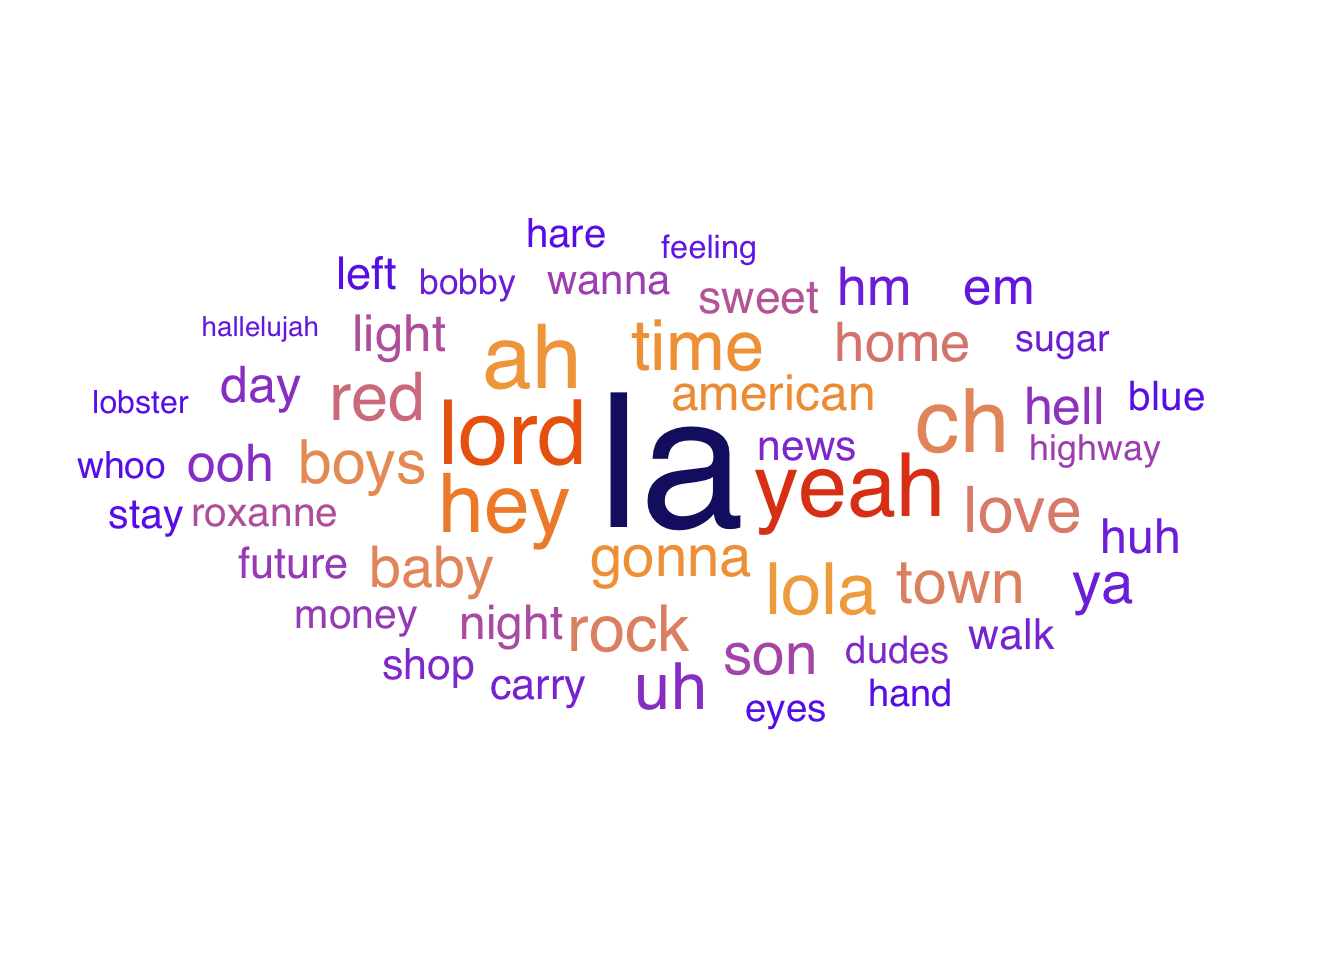 hare
feeling
left
bobby
wanna
sweet
hm
em
hallelujah
light
ah
time
home
sugar
lobster
day
red
lord
american
ch
hell
blue
la
whoo
ooh
boys
hey
news
yeah
highway
stay
roxanne
love
huh
future
baby
gonna
lola
town
ya
money
night
rock
son
dudes
walk
shop
carry
uh
eyes
hand